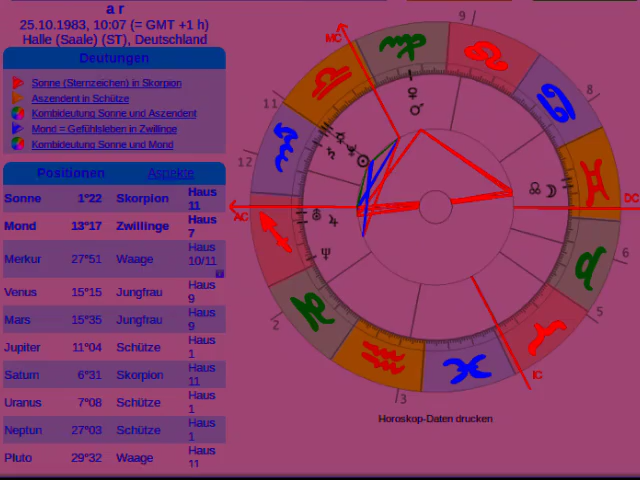 a r
25.10.1983, 10:07 (= GMT +1 h)
Halle (Saale) (ST), Deutschland
Deutungen
Sonne (Sternzeichen) in Skorpion
Aszendent in Schütze
Kombideutung Sonne und Aszendent
Mond = Gefühlsleben in Zwillinge
Kombideutung Sonne und Mond
Positionen Aspekte
Sonne 1°22 Skorpion Haus 11
Mond 13°17 Zwillinge Haus 7
Merkur 27°51 Waage Haus 10/11
Venus 15°15 Jungfrau Haus 9
Mars 15°35 Jungfrau Haus 9
Jupiter 11°04 Schütze Haus 1
Saturn 6°31 Skorpion Haus 11
Uranus 7°08 Schütze Haus 1
Neptun 27°03 Schütze Haus 1
Pluto 29°32 Waage Haus 11
9
MC
8
11
12
AC
DC
6
2
5
IC
3
Horoskop-Daten drucken